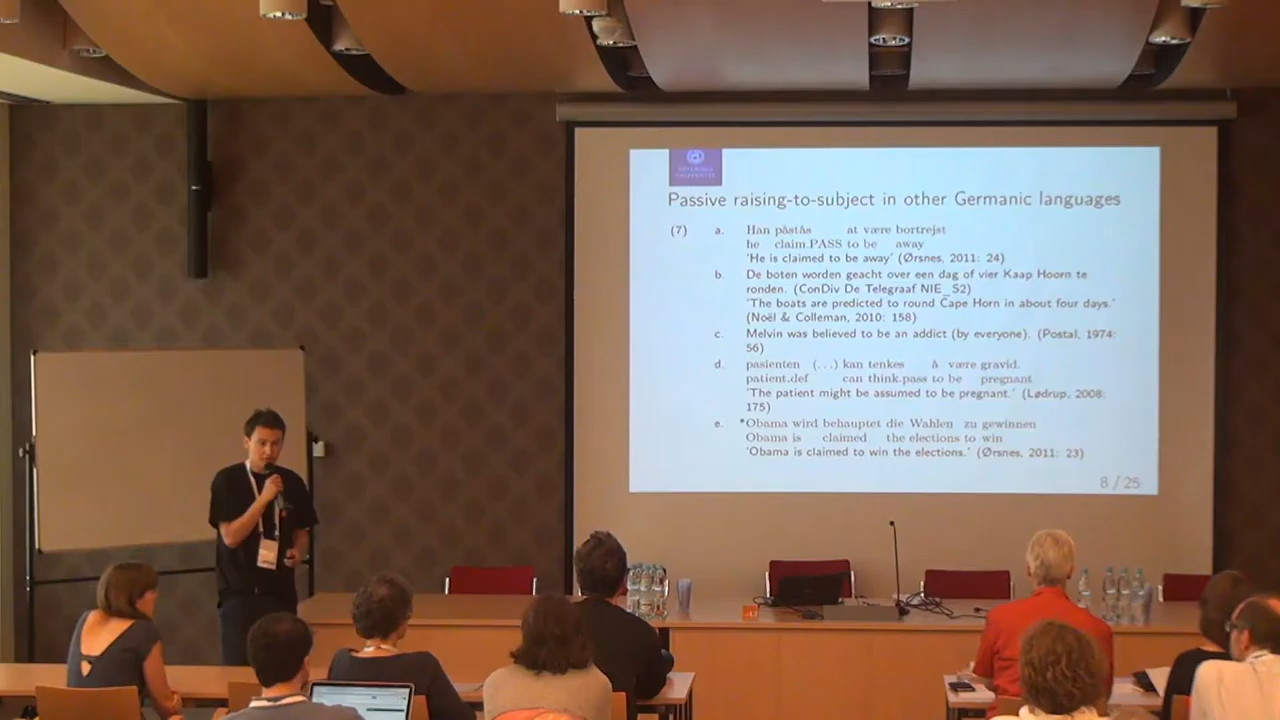 GÖTEBORGS
UNIVERSITET
Passive raising-to-subject in other Germanic languages
(7) a. Han påstås at være bortrejst
he claim.PASS to be away
'He is claimed to be away' (Ørsnes, 2011: 24)
b. De boten worden geacht over een dag of vier Kaap Hoorn te
ronden. (ConDiv De Telegraaf NIE_S2)
'The boats are predicted to round Cape Horn in about four days.'
(Noël & Colleman, 2010: 158)
c. Melvin was believed to be an addict (by everyone). (Postal, 1974:
56)
d. pasienten (...) kan tenkes å være gravid.
patient.def can think.pass to be pregnant
'The patient might be assumed to be pregnant.' (Lødrup, 2008:
175)
e. *Obama wird behauptet die Wahlen zu gewinnen
Obama is claimed the elections to win
'Obama is claimed to win the elections.' (Ørsnes, 2011: 23)
8 / 25